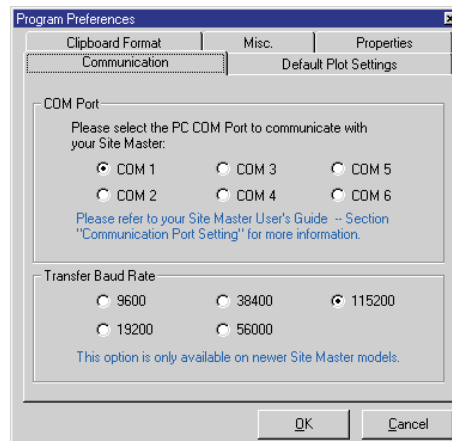 Program Preferences
Clipboard Format Misc. Properties
Communication Default Plot Settings
COM Port
Please select the PC COM Port to communicate with
your Site Master:
COM 1 COM 3 COM 5
COM 2 COM 4 COM 6
Please refer to your Site Master User's Guide -- Section
"Communication Port Setting" for more information.
Transfer Baud Rate
9600 38400 115200
19200 56000
This option is only available on newer Site Master models.
OK Cancel